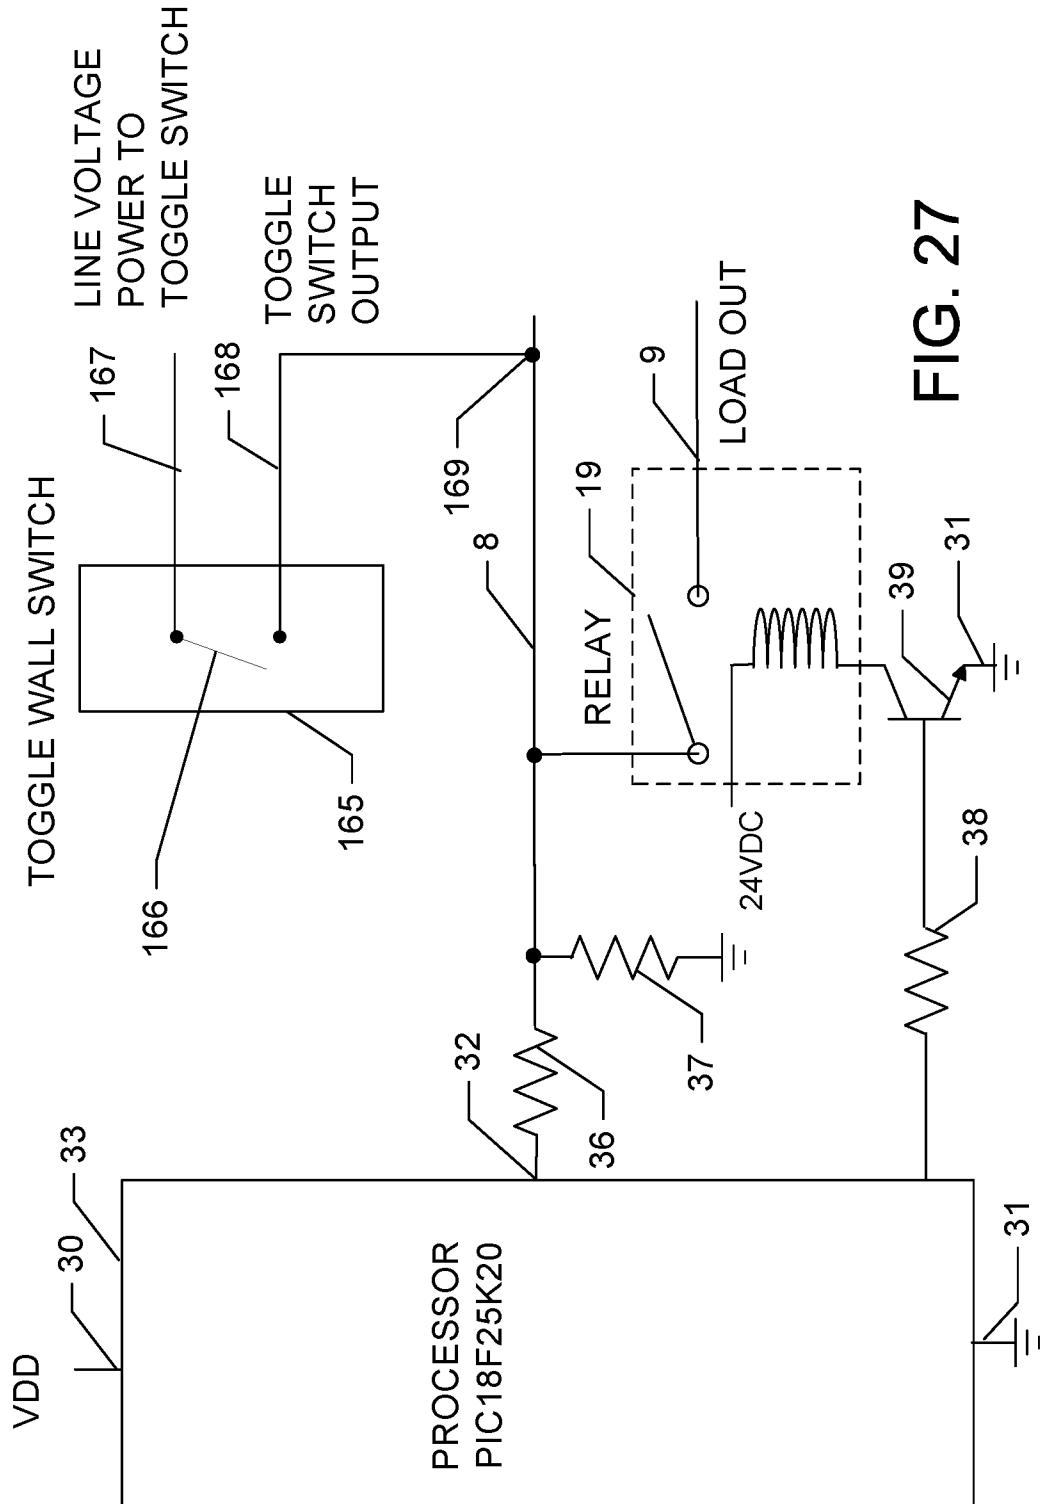 TOGGLE WALL SWITCH
LINE VOLTAGE
POWER TO
TOGGLE SWITCH
167
168
166
165
TOGGLE
SWITCH
OUTPUT
169
8
VDD
30
33
PROCESSOR
PIC18F25K20
32
36
37
RELAY
19
9
LOAD OUT
24VDC
38
39
31
31
FIG. 27